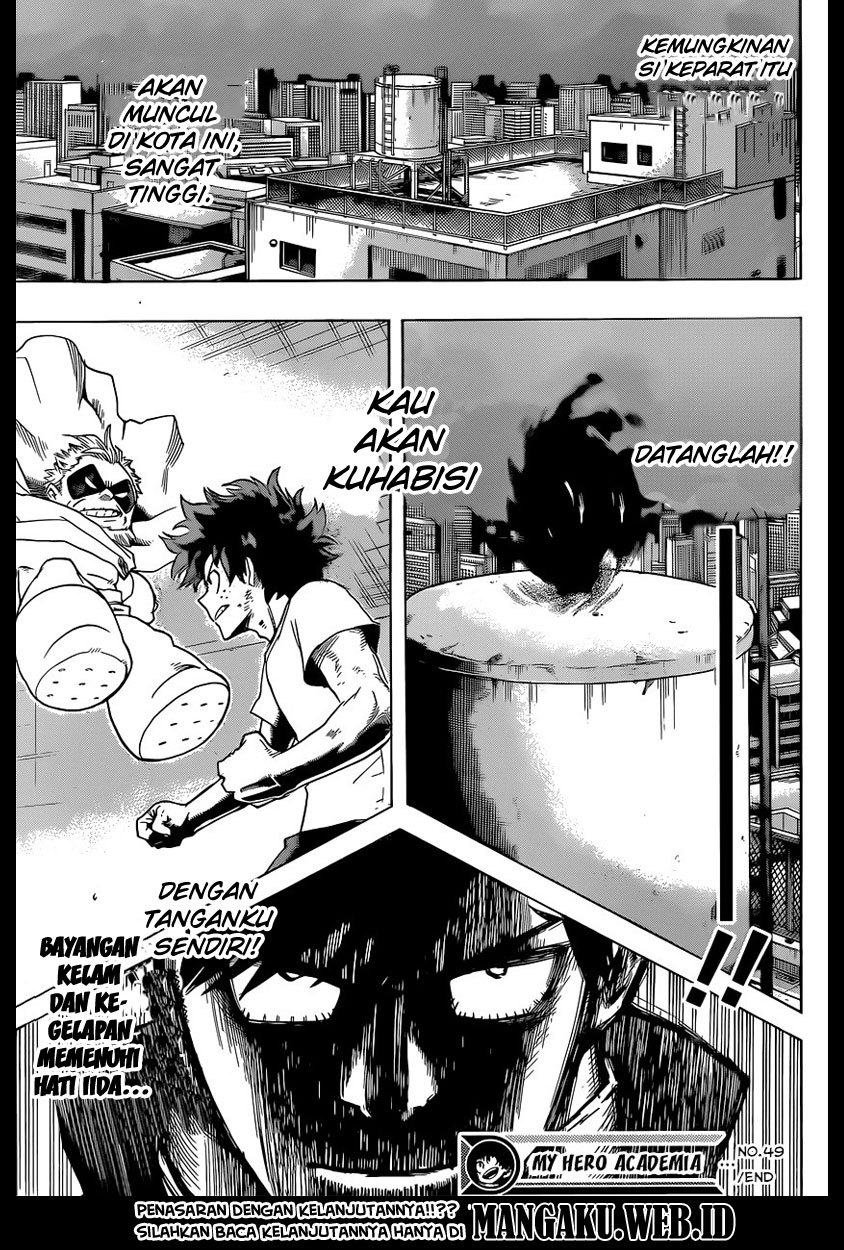 KEMUNGKINAN
SI KEPARAT ITU
AKAN
MUNCUL
DI KOTA INI,
SANGAT
TINGGI.
DATANGLAH!!
KAU
AKAN
KUHABISI
DENGAN
TANGANKU
SENDIRI!
!!
BAYANGAN
KELAM
DAN KE-
GELAPAN
MEMENUHI
HATI IIDA...
MY HERO ACADEMIA
... NO.49
/END
PENASARAN DENGAN KELANJUTANNYA!!??
SILAHKAN BACA KELANJUTANNYA HANYA DI
MANGAKU.WEB.ID